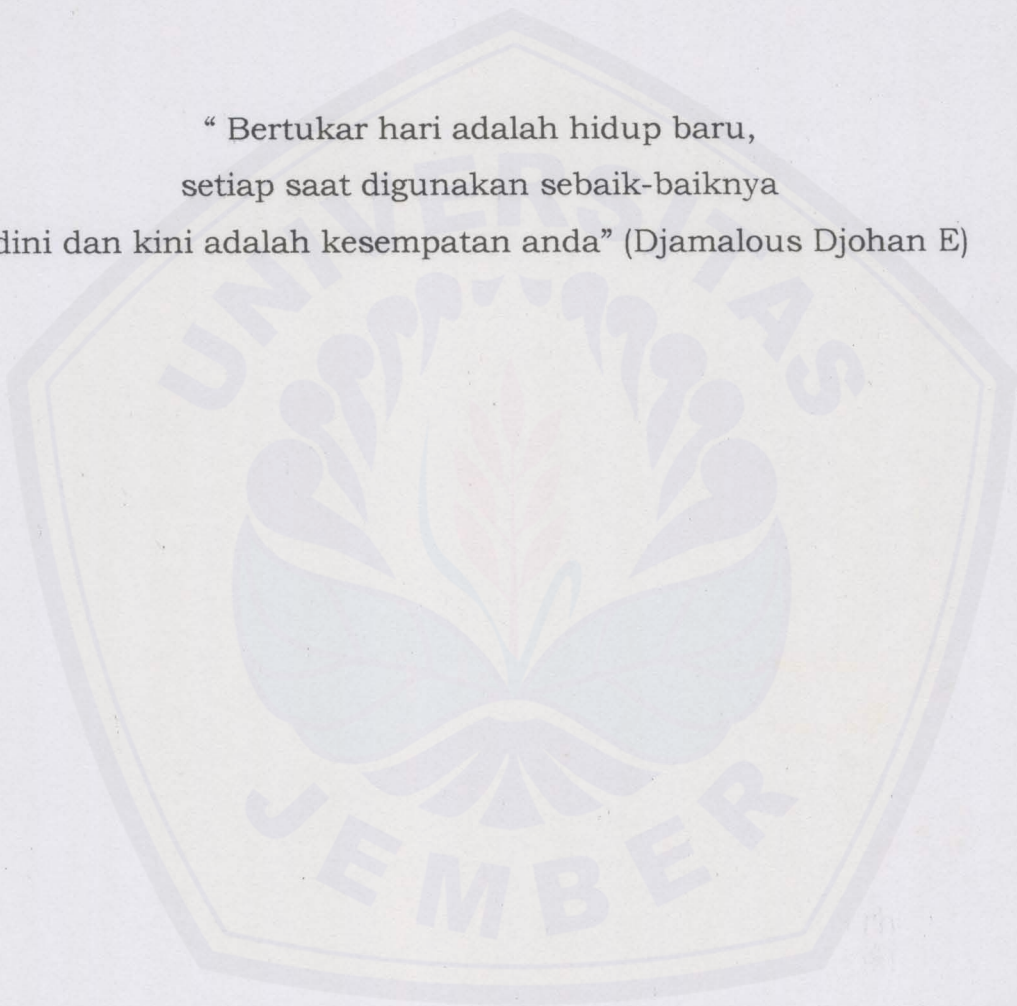 “ Bertukar hari adalah hidup baru,
setiap saat digunakan sebaik-baiknya
dini dan kini adalah kesempatan anda” (Djamalous Djohan E)
UNIVERSITAS
JEMBER